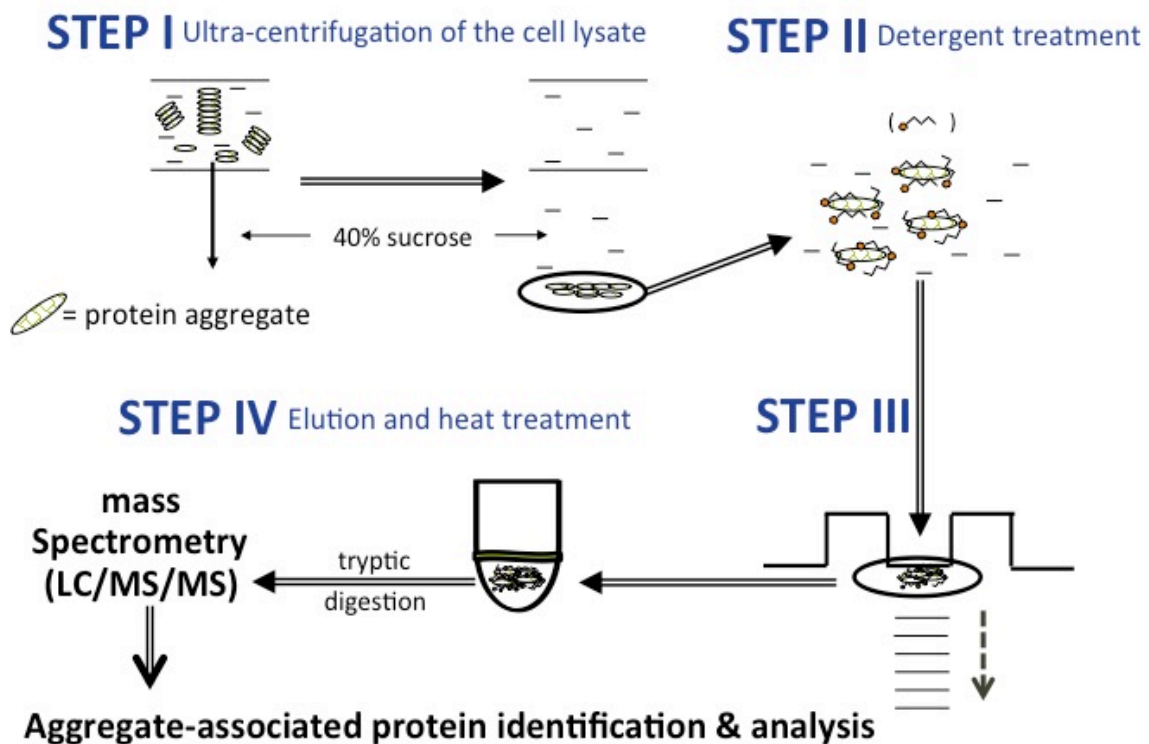 STEP I Ultra-centrifugation of the cell lysate
STEP II Detergent treatment
( )
40% sucrose
= protein aggregate
STEP IV Elution and heat treatment
STEP III
mass
Spectrometry
(LC/MS/MS)
tryptic
digestion
Aggregate-associated protein identification & analysis